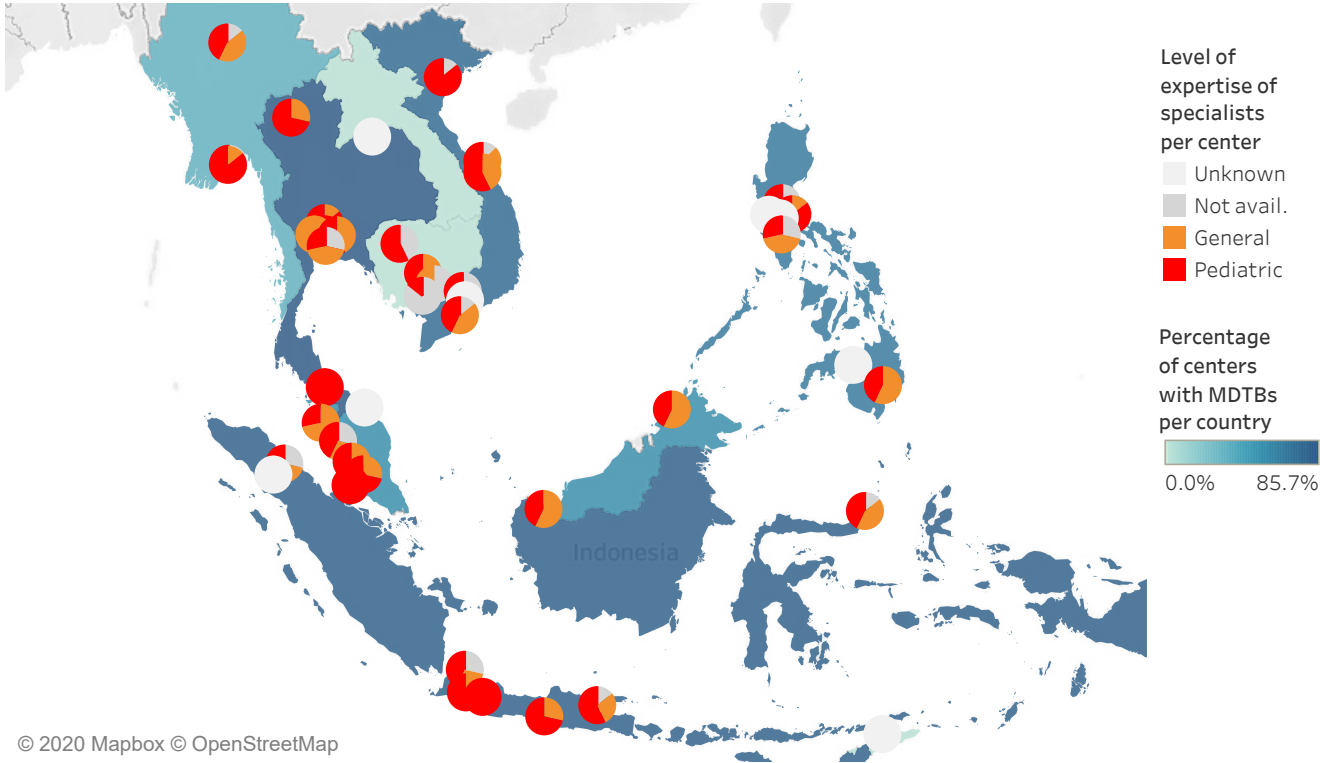 Level of
expertise of
specialists
per center
Unknown
Not avail.
General
Pediatric
Percentage
of centers
with MDTBs
per country
0.0% 85.7%
Indonesia
© 2020 Mapbox © OpenStreetMap